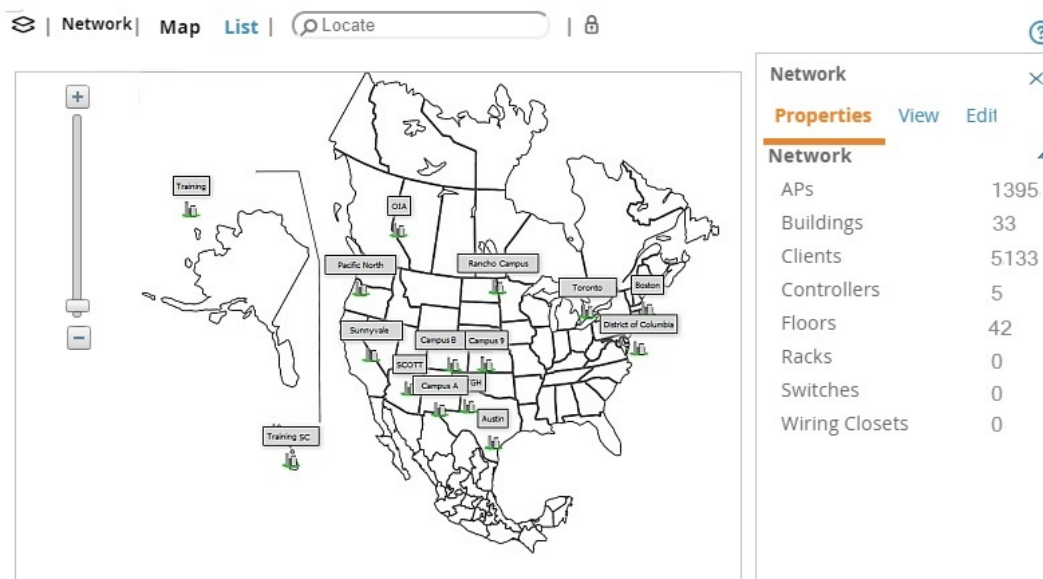 Network | Map List | Locate |
+
−
Training
OIA
Pacific North
Rancho Campus
Toronto
Boston
District of Columbia
Sunnyvale
Campus B
Campus 9
SCOTT
Campus A
GH
Austin
Training SC
Network
Properties View Edit
Network
APs 1395
Buildings 33
Clients 5133
Controllers 5
Floors 42
Racks 0
Switches 0
Wiring Closets 0